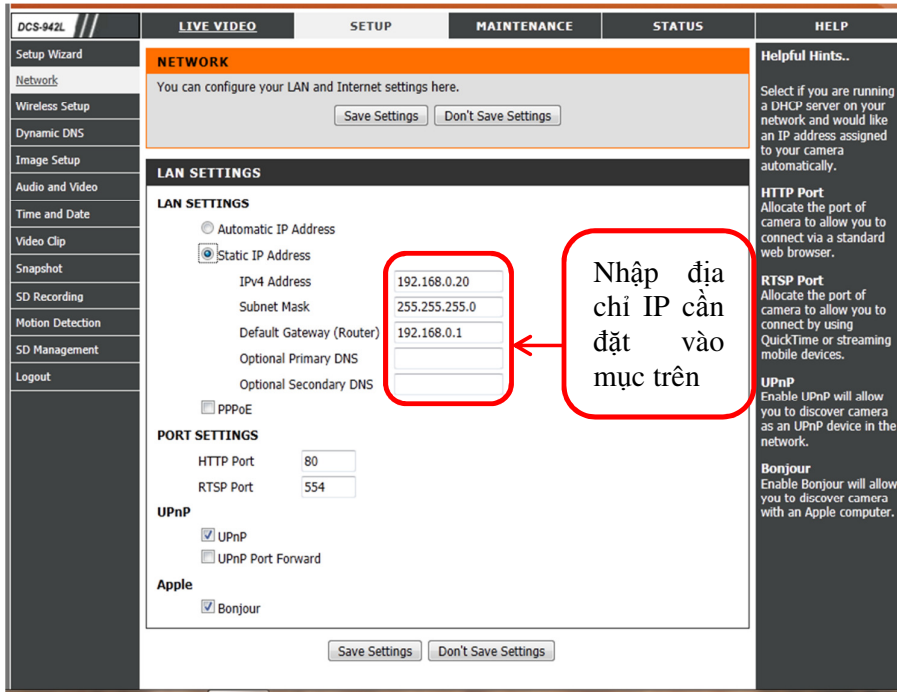 DCS-942L
LIVE VIDEO
SETUP
MAINTENANCE
STATUS
HELP
Setup Wizard
Network
Wireless Setup
Dynamic DNS
Image Setup
Audio and Video
Time and Date
Video Clip
Snapshot
SD Recording
Motion Detection
SD Management
Logout
NETWORK
You can configure your LAN and Internet settings here.
Save Settings
Don't Save Settings
LAN SETTINGS
LAN SETTINGS
Automatic IP Address
Static IP Address
IPv4 Address 192.168.0.20
Subnet Mask 255.255.255.0
Default Gateway (Router) 192.168.0.1
Optional Primary DNS
Optional Secondary DNS
PPPoE
Nhập địa
chỉ IP cần
đặt vào
mục trên
PORT SETTINGS
HTTP Port 80
RTSP Port 554
UPnP
UPnP
UPnP Port Forward
Apple
Bonjour
Save Settings
Don't Save Settings
Helpful Hints..
Select if you are running
a DHCP server on your
network and would like
an IP address assigned
to your camera
automatically.
HTTP Port
Allocate the port of
camera to allow you to
connect via a standard
web browser.
RTSP Port
Allocate the port of
camera to allow you to
connect by using
QuickTime or streaming
mobile devices.
UPnP
Enable UPnP will allow
you to discover camera
as an UPnP device in the
network.
Bonjour
Enable Bonjour will allow
you to discover camera
with an Apple computer.